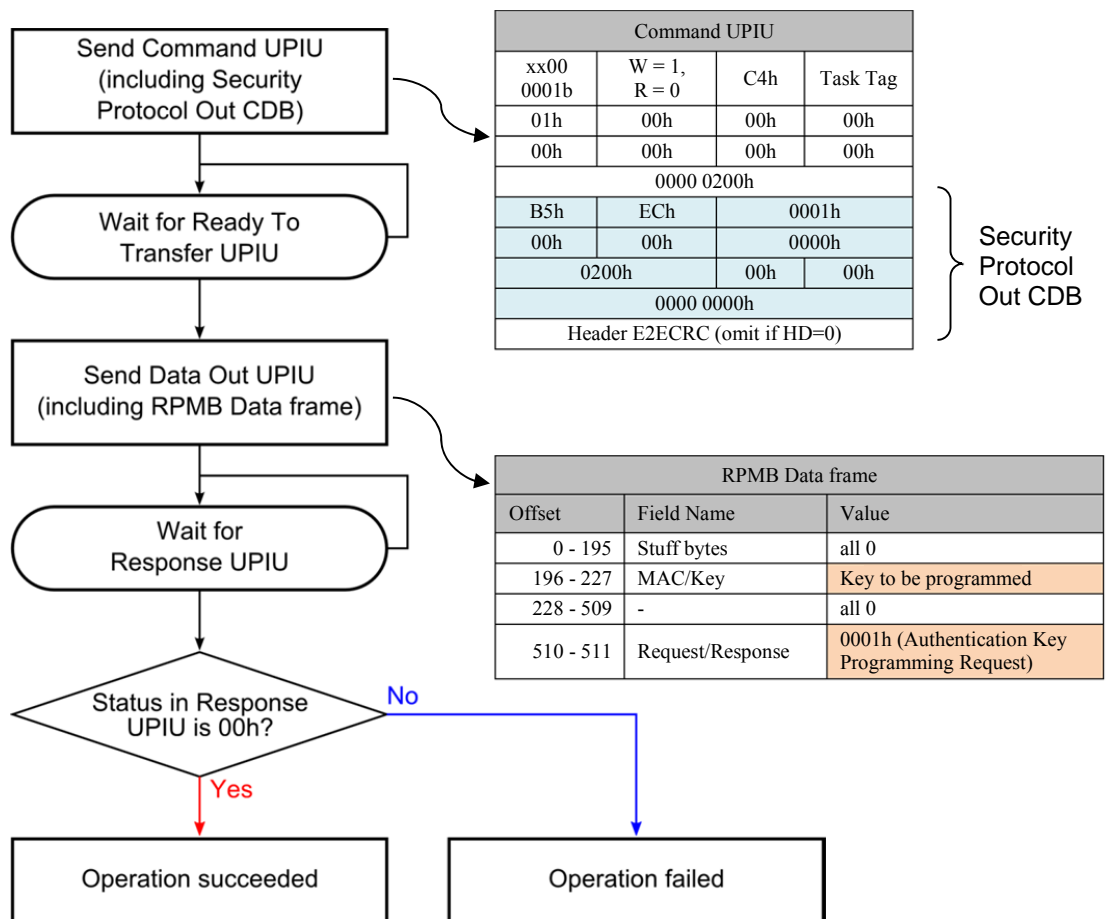 Send Command UPIU
(including Security
Protocol Out CDB)
Wait for Ready To
Transfer UPIU
Send Data Out UPIU
(including RPMB Data frame)
Wait for
Response UPIU
Status in Response
UPIU is 00h?
No
Yes
Operation succeeded
Operation failed
Command UPIU
xx00 0001b W = 1, R = 0 C4h Task Tag
01h 00h 00h 00h
00h 00h 00h 00h
0000 0200h
B5h ECh 0001h
00h 00h 0000h
0200h 00h 00h
0000 0000h
Header E2ECRC (omit if HD=0)
Security
Protocol
Out CDB
RPMB Data frame
Offset Field Name Value
0 - 195 Stuff bytes all 0
196 - 227 MAC/Key Key to be programmed
228 - 509 - all 0
510 - 511 Request/Response 0001h (Authentication Key
Programming Request)